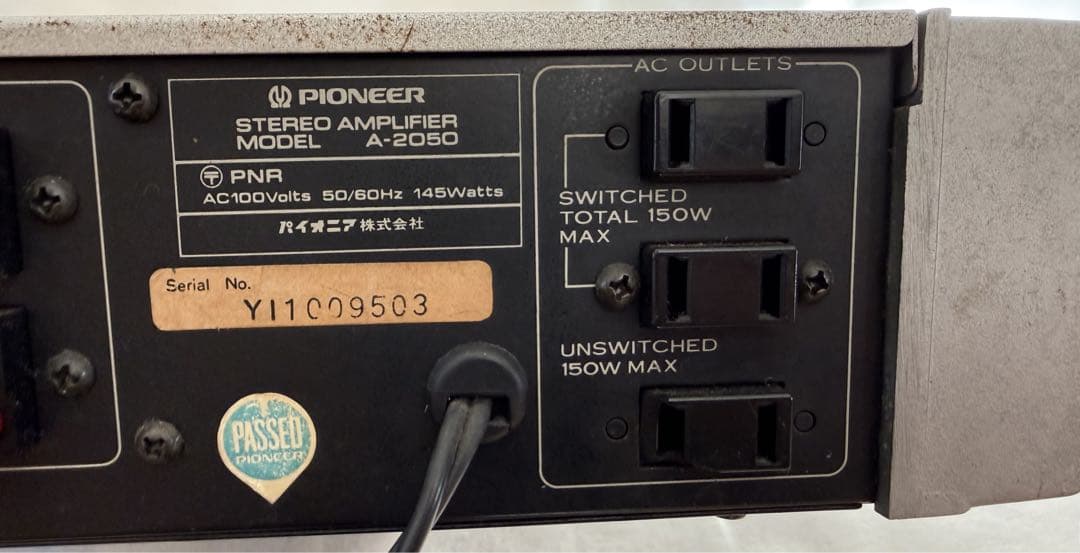 PIONEER
STEREO AMPLIFIER
MODEL A-2050
〒 PNR
AC100Volts 50/60Hz 145Watts
パイオニア株式会社
Serial No.
YI1009503
PASSED
PIONEER
AC OUTLETS
SWITCHED
TOTAL 150W
MAX
UNSWITCHED
150W MAX